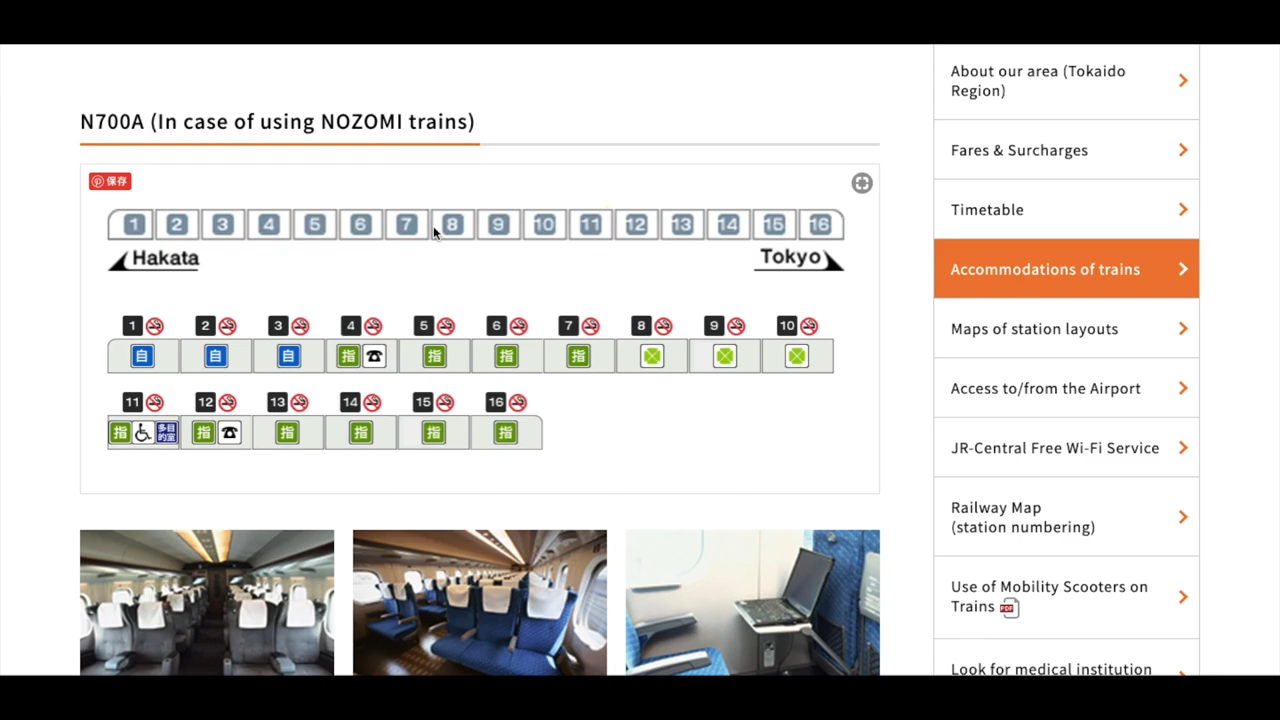 N700A (In case of using NOZOMI trains)
保存
1 2 3 4 5 6 7 8 9 10 11 12 13 14 15 16
Hakata Tokyo
1 2 3 4 5 6 7 8 9 10
自 自 自 指 指 指 指
11 12 13 14 15 16
指 多目的室 指 指 指 指 指
About our area (Tokaido
Region)
Fares & Surcharges
Timetable
Accommodations of trains
Maps of station layouts
Access to/from the Airport
JR-Central Free Wi-Fi Service
Railway Map
(station numbering)
Use of Mobility Scooters on
Trains PDF
Look for medical institution